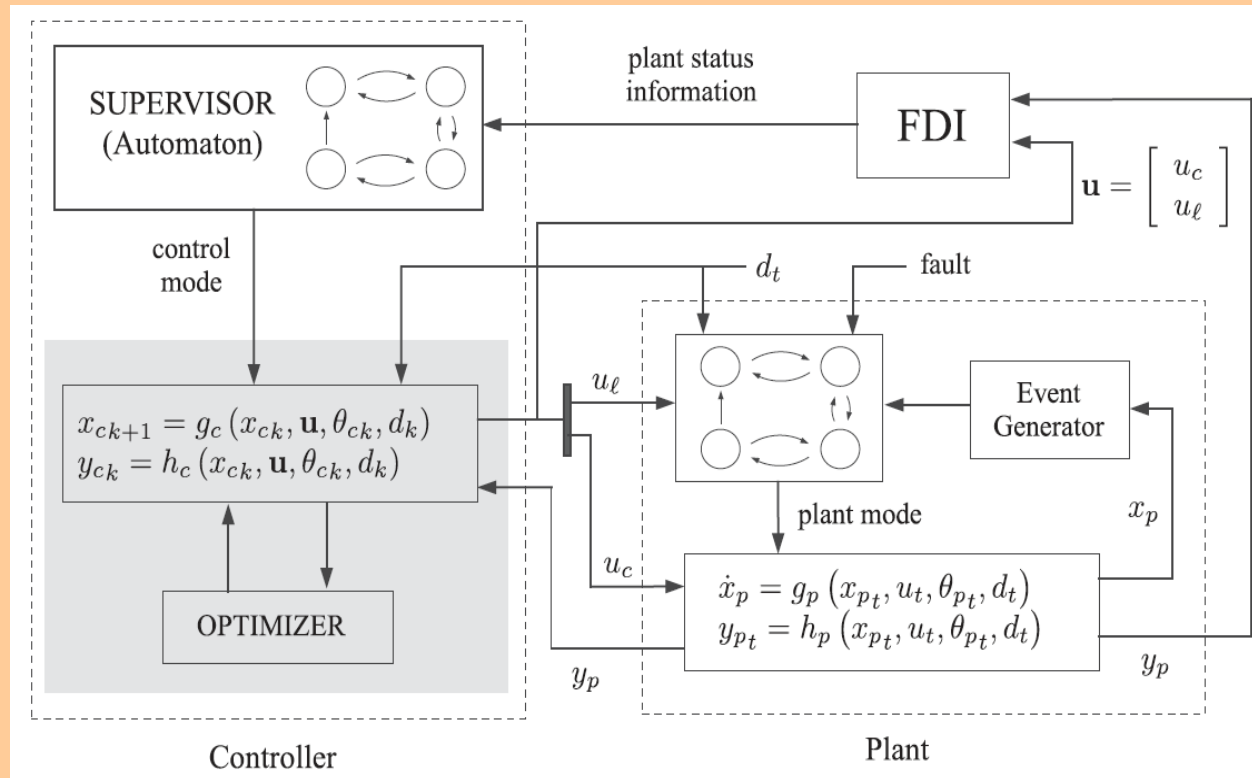 SUPERVISOR
(Automaton)
plant status
information
FDI
𝐮 = [ u_c
u_ℓ ]
control
mode
d_t
fault
x_{ck+1} = g_c (x_{ck}, 𝐮, θ_{ck}, d_k)
y_{ck} = h_c (x_{ck}, 𝐮, θ_{ck}, d_k)
u_ℓ
Event
Generator
plant mode
x_p
u_c
ẋ_p = g_p (x_{p_t}, u_t, θ_{p_t}, d_t)
y_{p_t} = h_p (x_{p_t}, u_t, θ_{p_t}, d_t)
OPTIMIZER
y_p
y_p
Controller
Plant